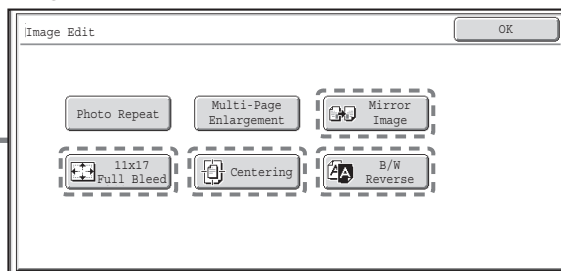 Image Edit
OK
Photo Repeat
Multi-Page
Enlargement
Mirror
Image
11x17
Full Bleed
Centering
B/W
Reverse